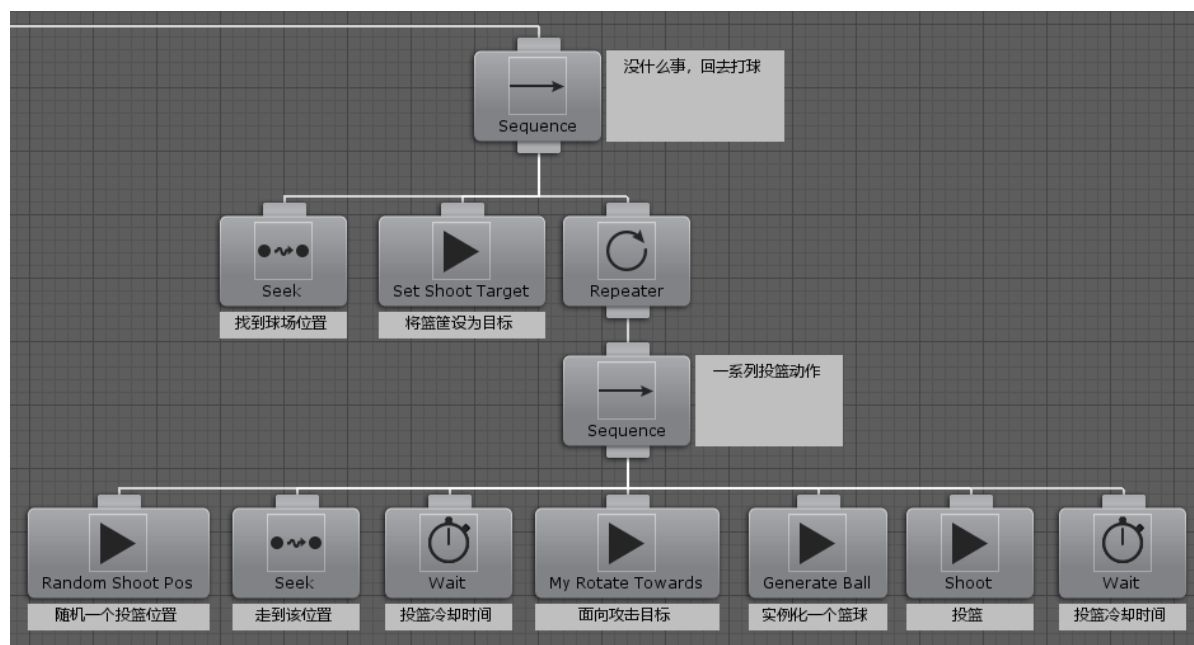 没什么事，回去打球
Sequence
Seek
Set Shoot Target
Repeater
找到球场位置
将篮筐设为目标
一系列投篮动作
Sequence
Random Shoot Pos
Seek
Wait
My Rotate Towards
Generate Ball
Shoot
Wait
随机一个投篮位置
走到该位置
投篮冷却时间
面向攻击目标
实例化一个篮球
投篮
投篮冷却时间